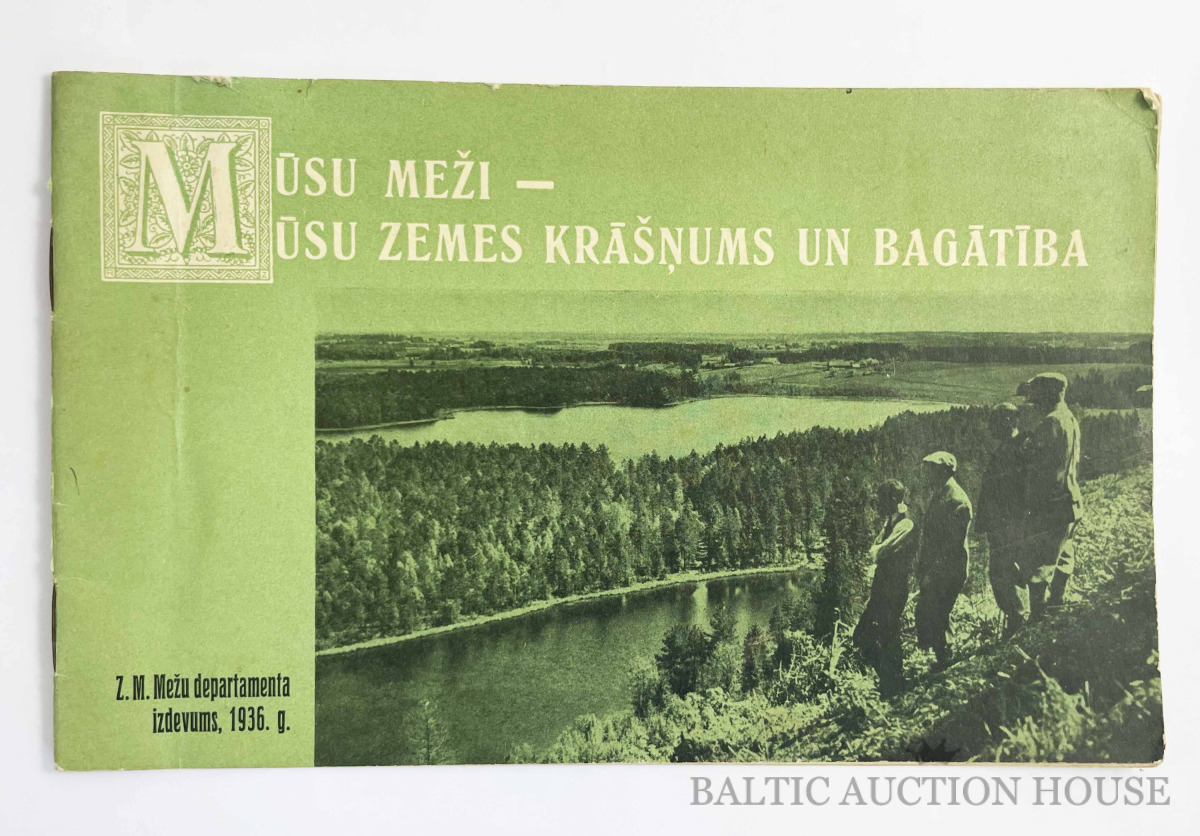 MŪSU MEŽI —
MŪSU ZEMES KRĀŠŅUMS UN BAGĀTĪBA
Z. M. Mežu departamenta
izdevums, 1936. g.
BALTIC AUCTION HOUSE